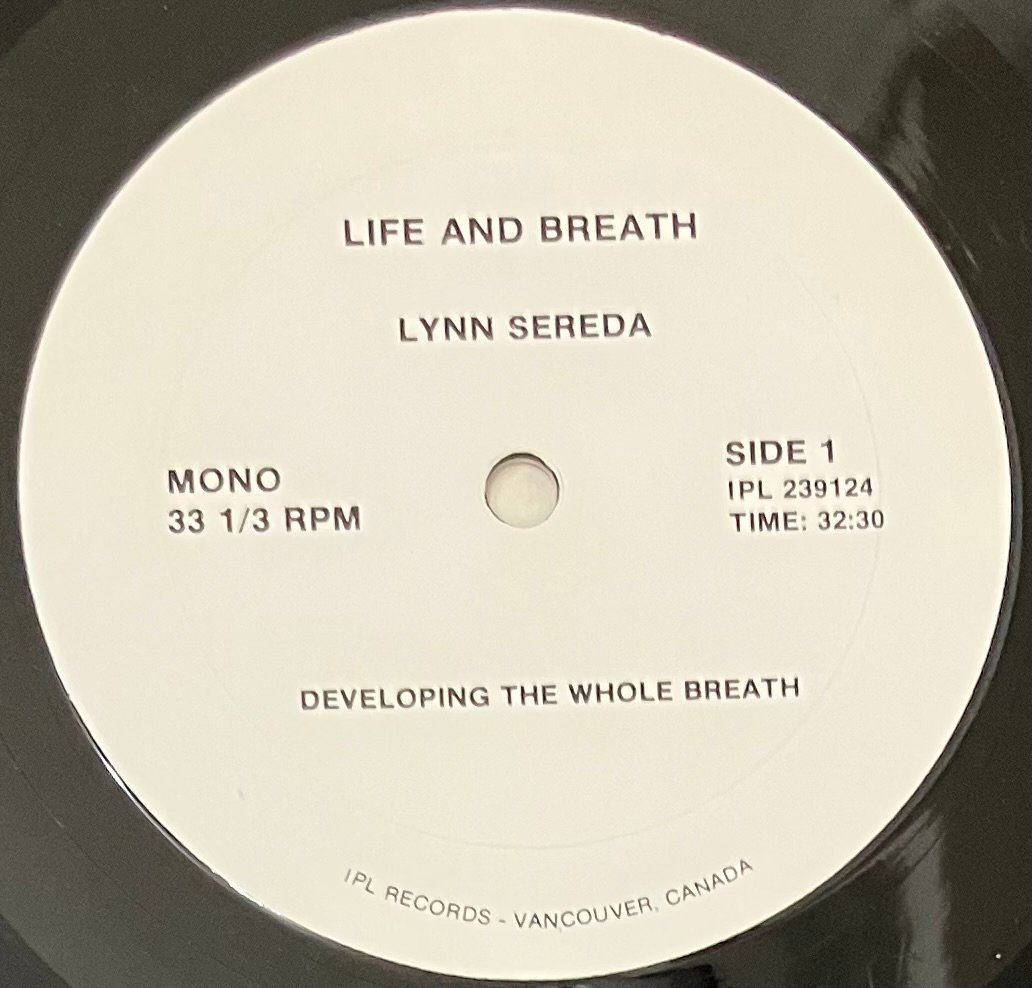 LIFE AND BREATH
LYNN SEREDA
MONO
33 1/3 RPM
SIDE 1
IPL 239124
TIME: 32:30
DEVELOPING THE WHOLE BREATH
IPL RECORDS - VANCOUVER, CANADA